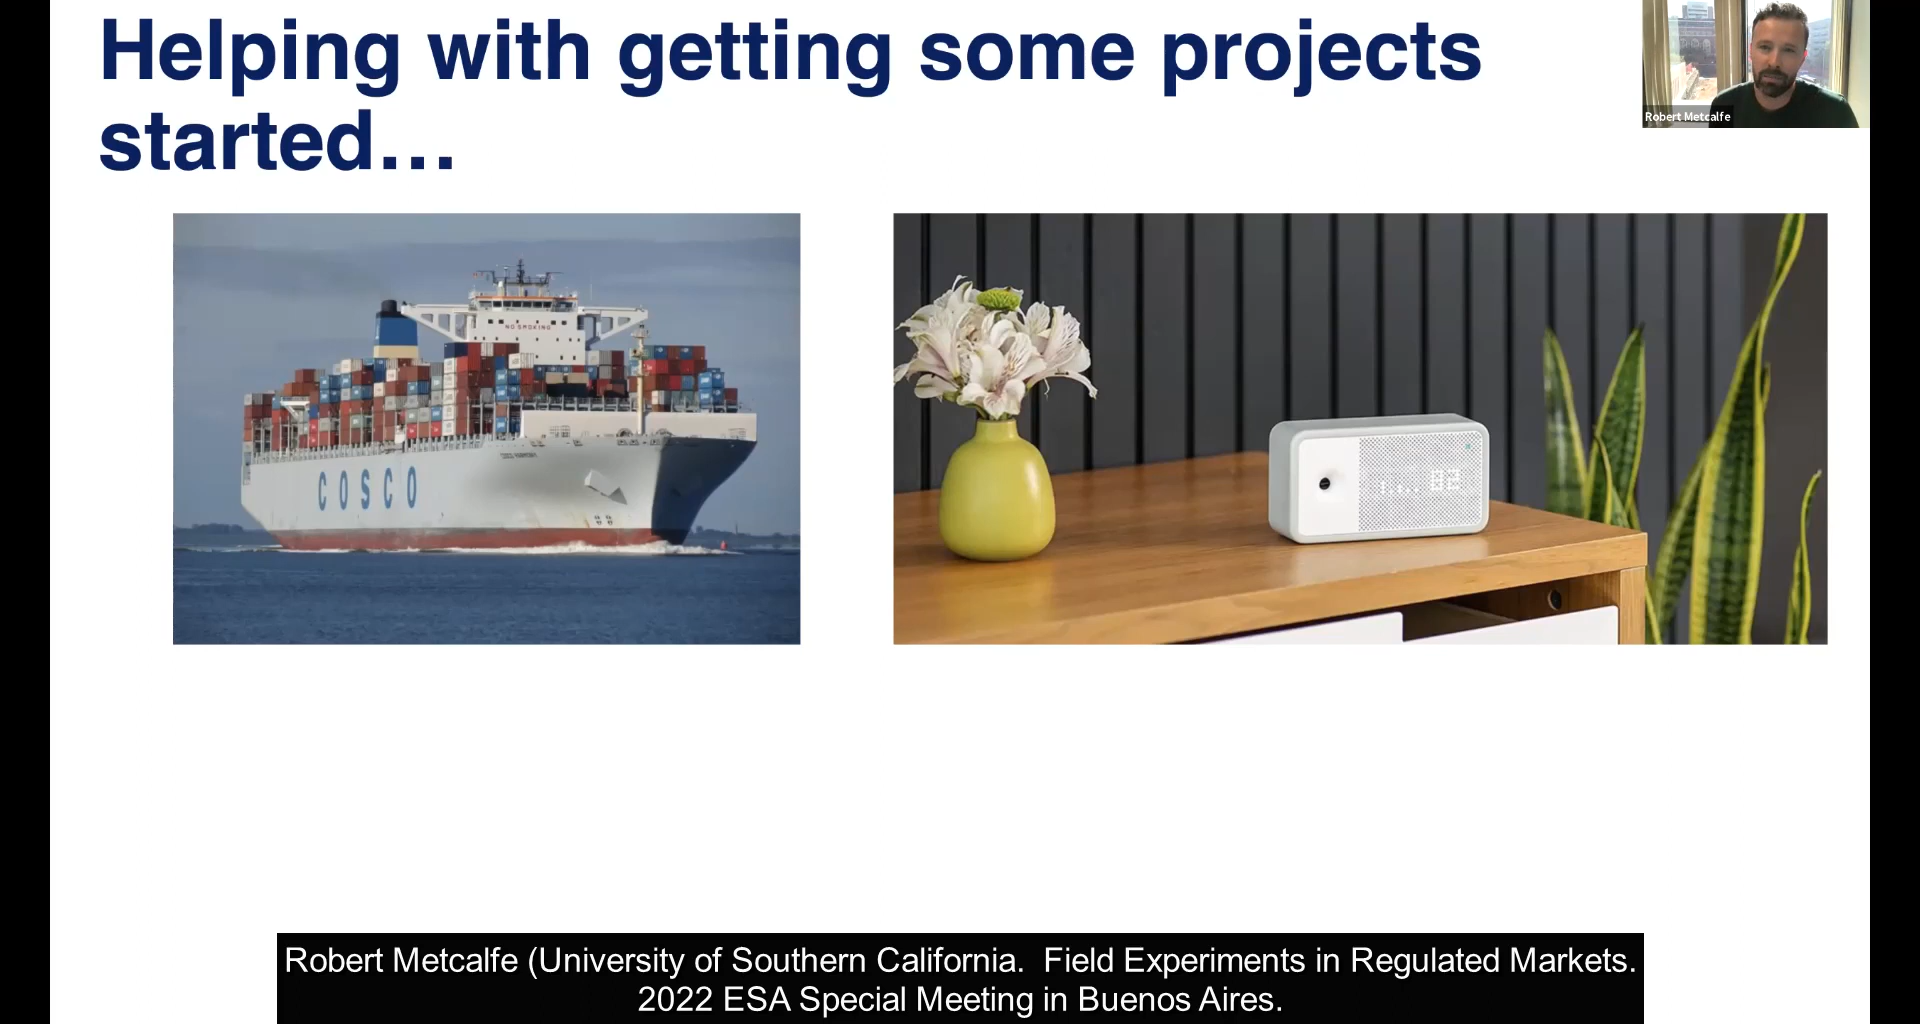 Helping with getting some projects
started…
Robert Metcalfe
NO SMOKING
COSCO
Robert Metcalfe (University of Southern California.  Field Experiments in Regulated Markets.
2022 ESA Special Meeting in Buenos Aires.